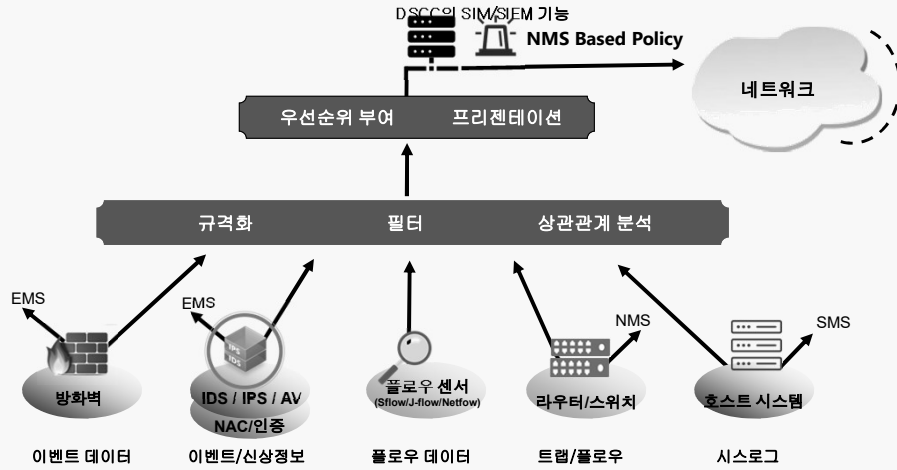 DSCC의 SIM/SIEM 기능
NMS Based Policy
네트워크
우선순위 부여 프리젠테이션
규격화 필터 상관관계 분석
EMS EMS NMS SMS
IPS
IDS
방화벽 IDS / IPS / AV 플로우 센서 라우터/스위치 호스트 시스템
(Sflow/J-flow/Netfow)
NAC/인증
이벤트 데이터 이벤트/신상정보 플로우 데이터 트랩/플로우 시스로그